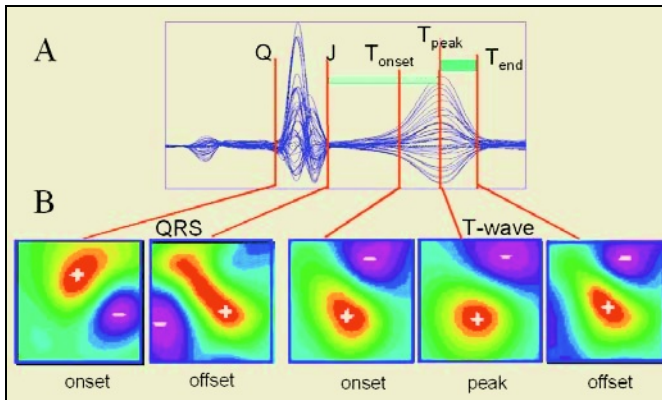 A
Q
J
Tonset
Tpeak
Tend
B
QRS
T-wave
+
-
-
+
-
+
-
+
-
+
onset
offset
onset
peak
offset